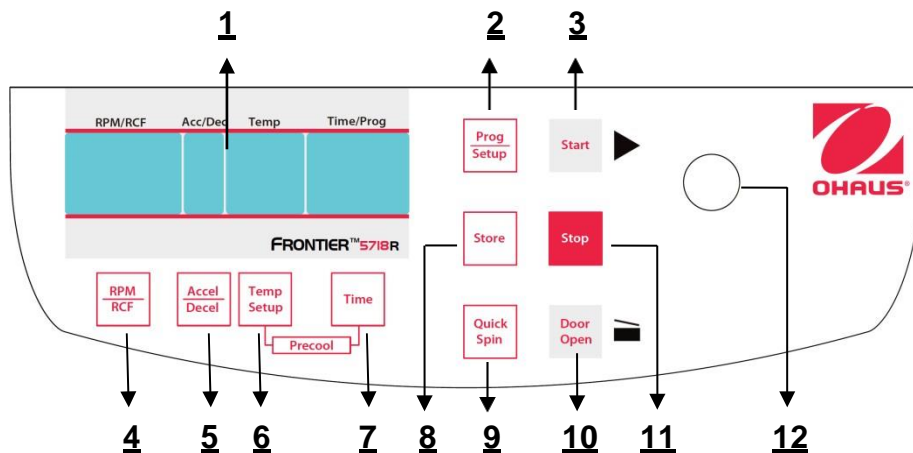 1
2
3
RPM/RCF
Acc/Dec
Temp
Time/Prog
Prog
Setup
Start
OHAUS®
FRONTIER™5718R
Store
Stop
RPM
RCF
Accel
Decel
Temp
Setup
Time
Precool
Quick
Spin
Door
Open
4
5
6
7
8
9
10
11
12